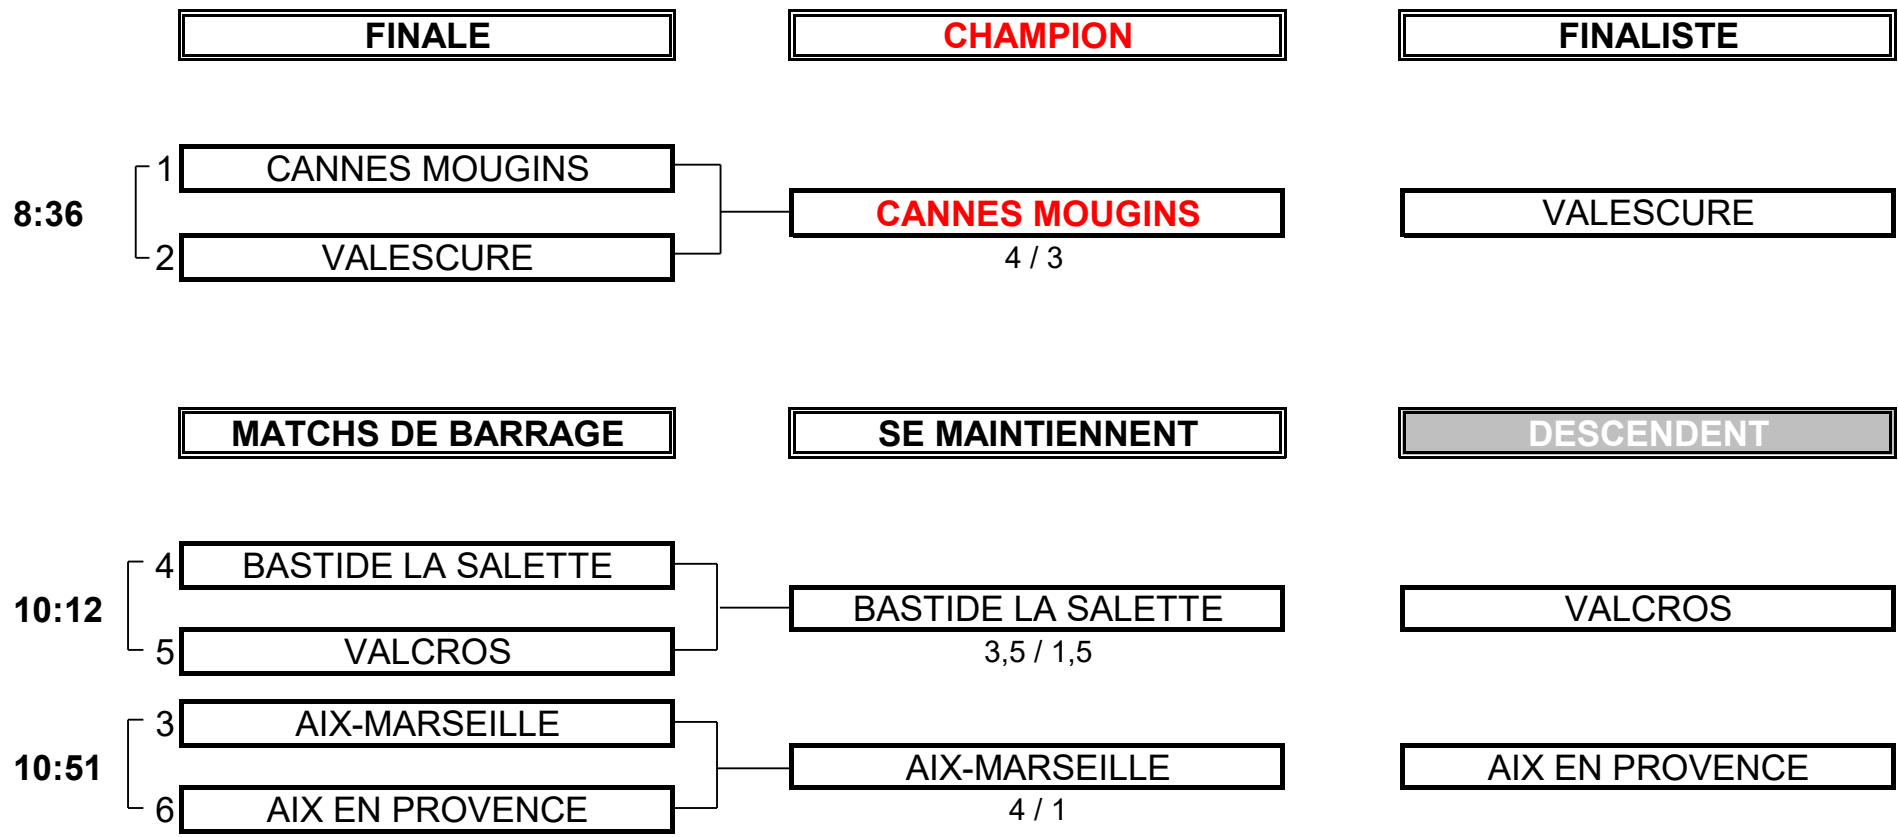 FINALE CHAMPION FINALISTE
1 CANNES MOUGINS
8:36 CANNES MOUGINS VALESCURE
2 VALESCURE 4 / 3
MATCHS DE BARRAGE SE MAINTIENNENT DESCENDENT
4 BASTIDE LA SALETTE
10:12 BASTIDE LA SALETTE VALCROS
5 VALCROS 3,5 / 1,5
3 AIX-MARSEILLE
10:51 AIX-MARSEILLE AIX EN PROVENCE
6 AIX EN PROVENCE 4 / 1